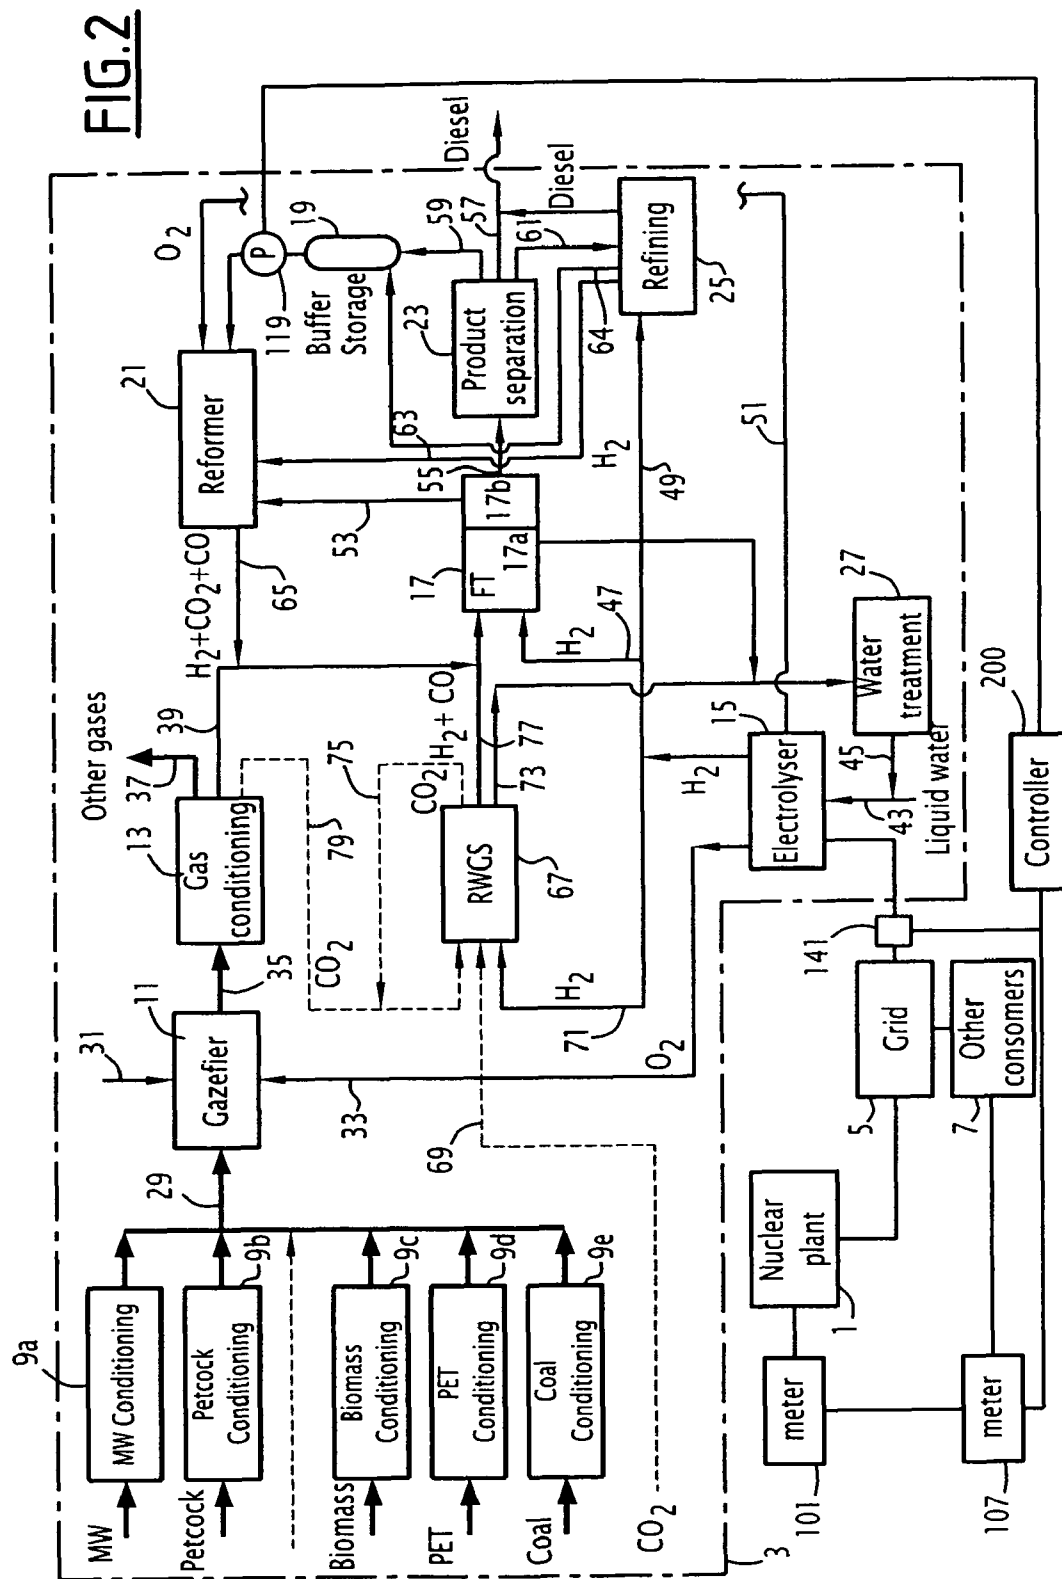 FIG.2
Other gases
37
13
Gas
conditioning
39
H2+CO2+CO
65
21
Reformer
O2
P
119
19
Buffer
Storage
31
11
Gazefier
35
33
29
9a
MW Conditioning
MW
9b
Petcock
Conditioning
Petcock
9c
Biomass
Conditioning
Biomass
9d
PET
Conditioning
PET
9e
Coal
Conditioning
Coal
CO2
69
CO2
79
75
CO2
H2+ CO
77
73
RWGS
67
H2
71
O2
17
FT
17a
17b
53
55
63
23
Product
separation
59
57
Diesel
Diesel
61
64
Refining
25
H2
49
H2
47
H2
51
15
Electrolyser
27
Water
treatment
45
43
Liquid water
141
Grid
5
Other
consomers
7
Nuclear
plant
1
meter
101
meter
107
3
Controller
200